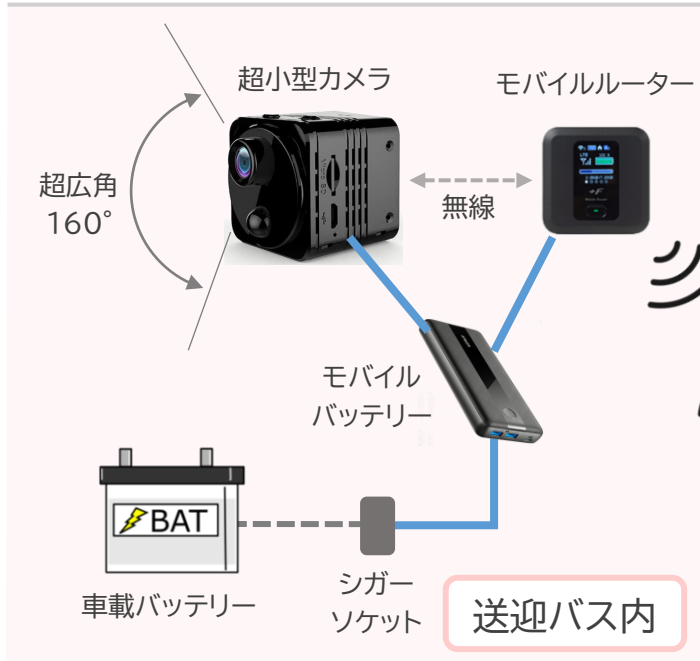 超小型カメラ
モバイルルーター
超広角
160°
無線
モバイル
バッテリー
BAT
車載バッテリー
シガー
ソケット
送迎バス内